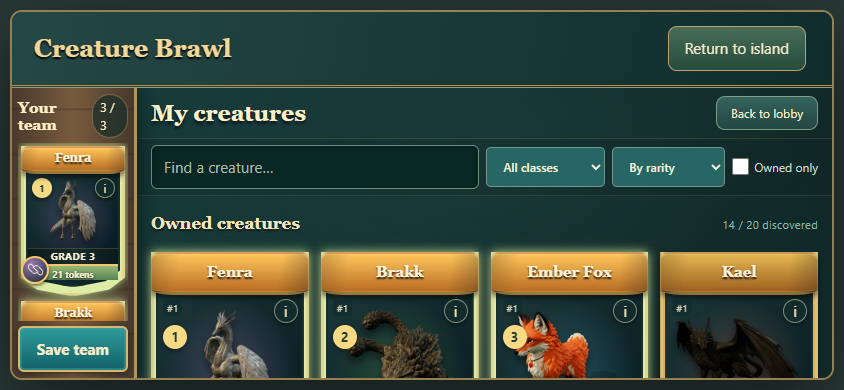 Creature Brawl
Return to island
Your team
3 / 3
Fenra
1
i
GRADE 3
21 tokens
Brakk
Save team
My creatures
Back to lobby
Find a creature...
All classes
By rarity
Owned only
Owned creatures
14 / 20 discovered
Fenra
#1
i
1
Brakk
#1
i
2
Ember Fox
#1
i
3
Kael
#1
i